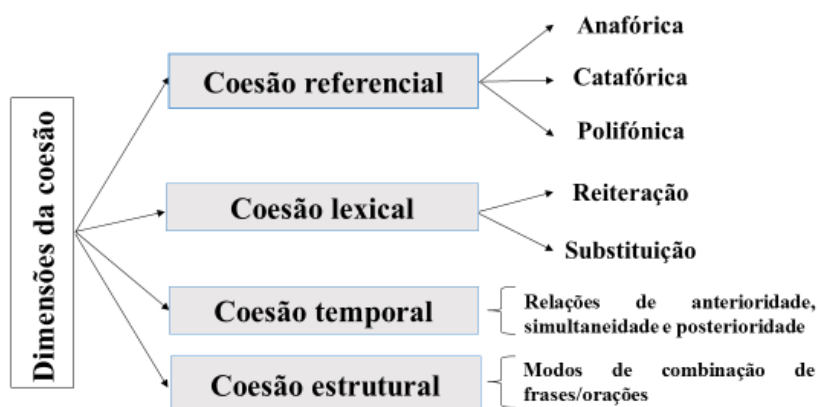 Dimensões da coesão
Coesão referencial
Anafórica
Catafórica
Polifónica
Coesão lexical
Reiteração
Substituição
Coesão temporal
Relações de anterioridade,
simultaneidade e posterioridade
Coesão estrutural
Modos de combinação de
frases/orações